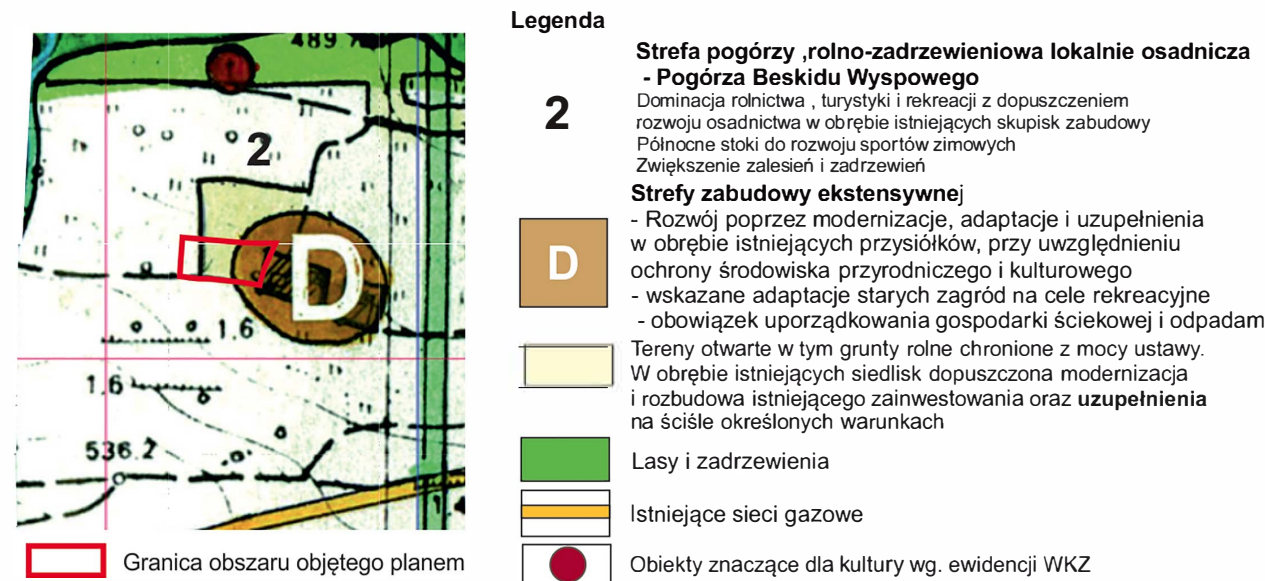 Legenda
489.
2
D
1.6
1.6
536.2
Granica obszaru objętego planem
2
Strefa pogórzy ,rolno-zadrzewieniowa lokalnie osadnicza
- Pogórza Beskidu Wyspowego
Dominacja rolnictwa , turystyki i rekreacji z dopuszczeniem
rozwoju osadnictwa w obrębie istniejących skupisk zabudowy
Północne stoki do rozwoju sportów zimowych
Zwiększenie zalesień i zadrzewień
Strefy zabudowy ekstensywnej
D
- Rozwój poprzez modernizacje, adaptacje i uzupełnienia
w obrębie istniejących przysiółków, przy uwzględnieniu
ochrony środowiska przyrodniczego i kulturowego
- wskazane adaptacje starych zagród na cele rekreacyjne
- obowiązek uporządkowania gospodarki ściekowej i odpadam
Tereny otwarte w tym grunty rolne chronione z mocy ustawy.
W obrębie istniejących siedlisk dopuszczona modernizacja
i rozbudowa istniejącego zainwestowania oraz uzupełnienia
na ściśle określonych warunkach
Lasy i zadrzewienia
Istniejące sieci gazowe
Obiekty znaczące dla kultury wg. ewidencji WKZ